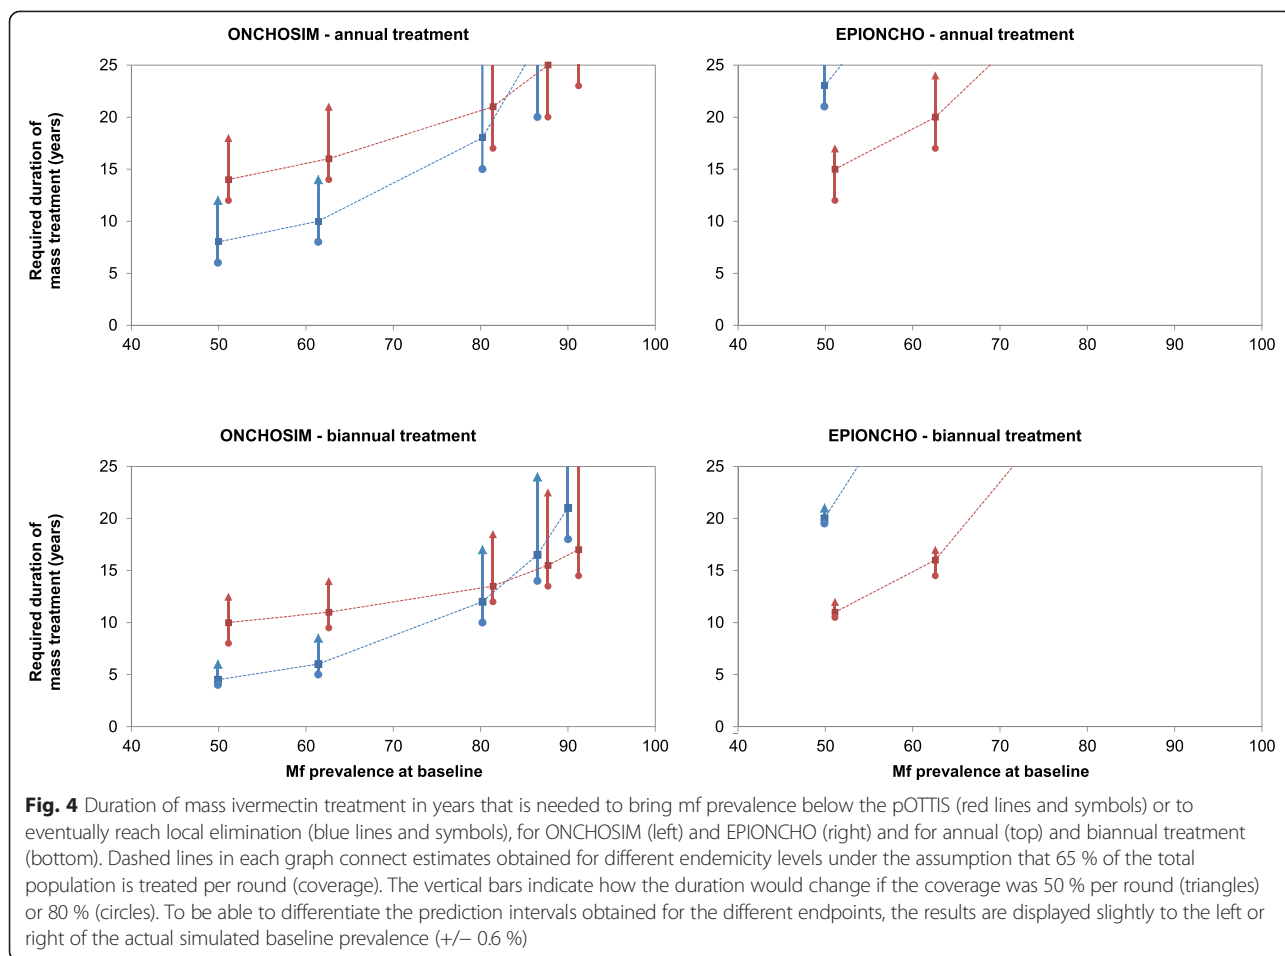 ONCHOSIM - annual treatment
Required duration of
mass treatment (years)
25
20
15
10
5
0
40 50 60 70 80 90 100
EPIONCHO - annual treatment
25
20
15
10
5
0
40 50 60 70 80 90 100
ONCHOSIM - biannual treatment
Required duration of
mass treatment (years)
25
20
15
10
5
0
40 50 60 70 80 90 100
Mf prevalence at baseline
EPIONCHO - biannual treatment
25
20
15
10
5
0
40 50 60 70 80 90 100
Mf prevalence at baseline
Fig. 4 Duration of mass ivermectin treatment in years that is needed to bring mf prevalence below the pOTTIS (red lines and symbols) or to
eventually reach local elimination (blue lines and symbols), for ONCHOSIM (left) and EPIONCHO (right) and for annual (top) and biannual treatment
(bottom). Dashed lines in each graph connect estimates obtained for different endemicity levels under the assumption that 65 % of the total
population is treated per round (coverage). The vertical bars indicate how the duration would change if the coverage was 50 % per round (triangles)
or 80 % (circles). To be able to differentiate the prediction intervals obtained for the different endpoints, the results are displayed slightly to the left or
right of the actual simulated baseline prevalence (+/− 0.6 %)